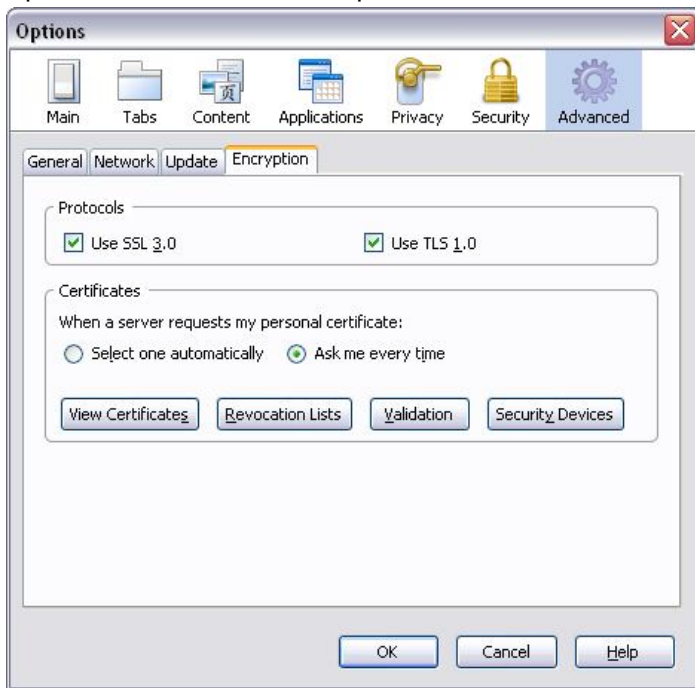 Options
Main Tabs Content Applications Privacy Security Advanced
General Network Update Encryption
Protocols
Use SSL 3.0 Use TLS 1.0
Certificates
When a server requests my personal certificate:
Select one automatically Ask me every time
View Certificates Revocation Lists Validation Security Devices
OK Cancel Help